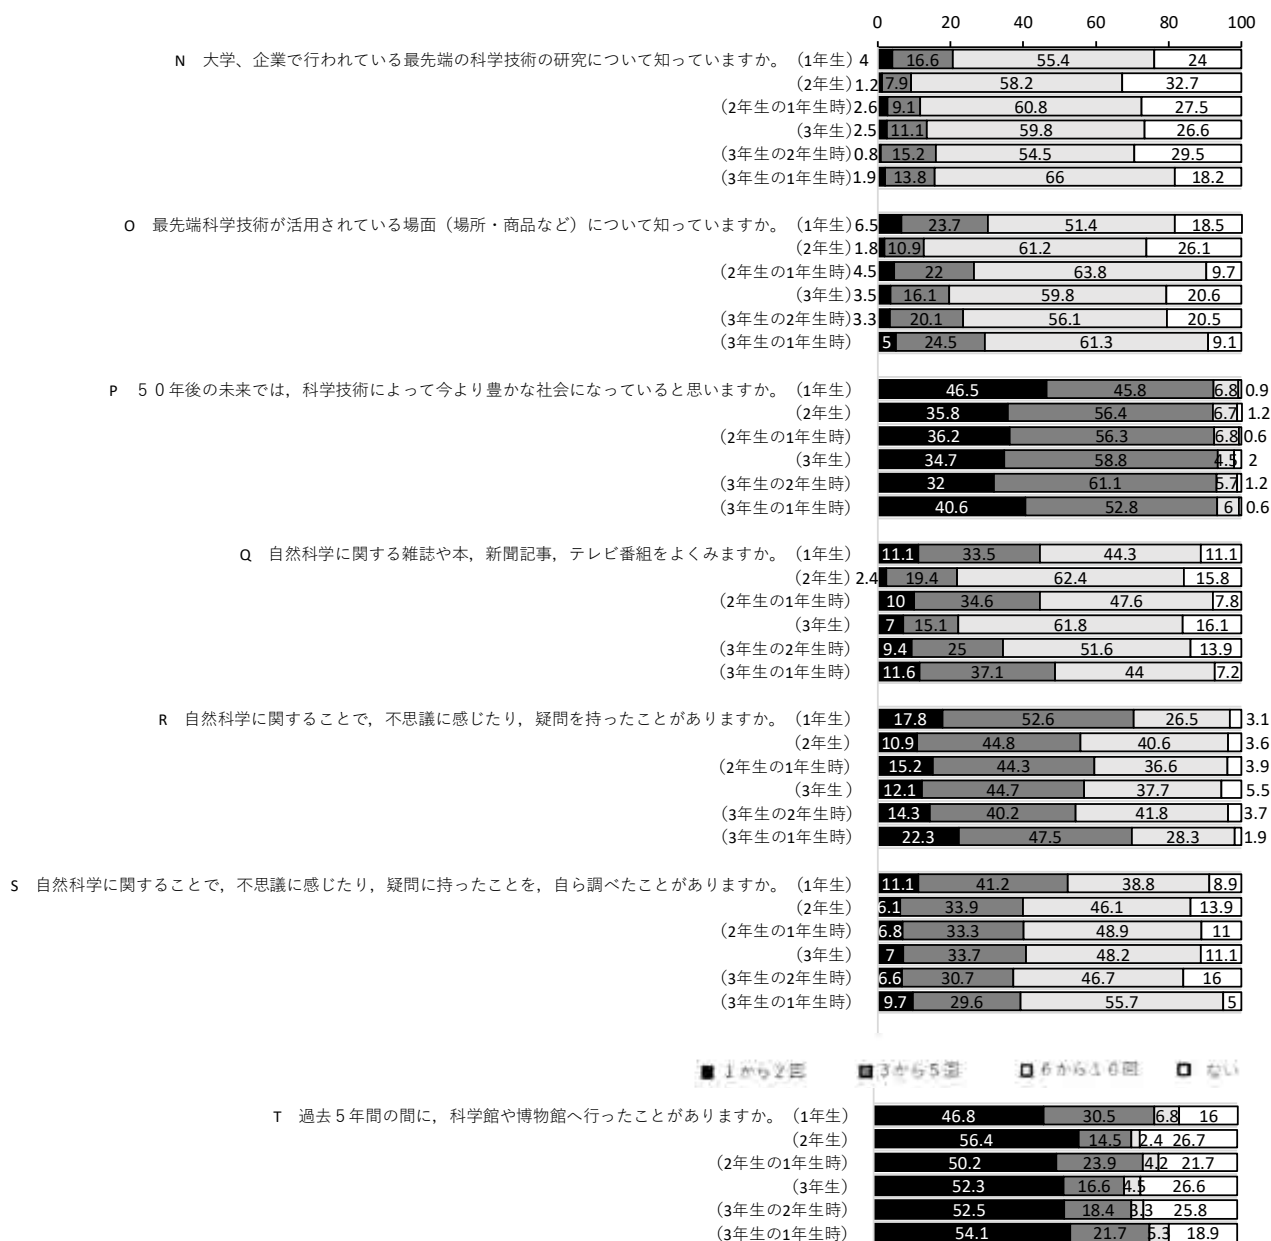 0 20 40 60 80 100
N 大学、企業で行われている最先端の科学技術の研究について知っていますか。（1年生） 4 16.6 55.4 24
（2年生） 1.2 7.9 58.2 32.7
（2年生の1年生時） 2.6 9.1 60.8 27.5
（3年生） 2.5 11.1 59.8 26.6
（3年生の2年生時） 0.8 15.2 54.5 29.5
（3年生の1年生時） 1.9 13.8 66 18.2
O 最先端科学技術が活用されている場面（場所・商品など）について知っていますか。（1年生） 6.5 23.7 51.4 18.5
（2年生） 1.8 10.9 61.2 26.1
（2年生の1年生時） 4.5 22 63.8 9.7
（3年生） 3.5 16.1 59.8 20.6
（3年生の2年生時） 3.3 20.1 56.1 20.5
（3年生の1年生時） 5 24.5 61.3 9.1
P ５０年後の未来では，科学技術によって今より豊かな社会になっていると思いますか。（1年生） 46.5 45.8 6.8 0.9
（2年生） 35.8 56.4 6.7 1.2
（2年生の1年生時） 36.2 56.3 6.8 0.6
（3年生） 34.7 58.8 4.5 2
（3年生の2年生時） 32 61.1 5.7 1.2
（3年生の1年生時） 40.6 52.8 6 0.6
Q 自然科学に関する雑誌や本，新聞記事，テレビ番組をよくみますか。（1年生） 11.1 33.5 44.3 11.1
（2年生） 2.4 19.4 62.4 15.8
（2年生の1年生時） 10 34.6 47.6 7.8
（3年生） 7 15.1 61.8 16.1
（3年生の2年生時） 9.4 25 51.6 13.9
（3年生の1年生時） 11.6 37.1 44 7.2
R 自然科学に関することで，不思議に感じたり，疑問を持ったことがありますか。（1年生） 17.8 52.6 26.5 3.1
（2年生） 10.9 44.8 40.6 3.6
（2年生の1年生時） 15.2 44.3 36.6 3.9
（3年生） 12.1 44.7 37.7 5.5
（3年生の2年生時） 14.3 40.2 41.8 3.7
（3年生の1年生時） 22.3 47.5 28.3 1.9
S 自然科学に関することで，不思議に感じたり，疑問に持ったことを，自ら調べたことがありますか。（1年生） 11.1 41.2 38.8 8.9
（2年生） 6.1 33.9 46.1 13.9
（2年生の1年生時） 6.8 33.3 48.9 11
（3年生） 7 33.7 48.2 11.1
（3年生の2年生時） 6.6 30.7 46.7 16
（3年生の1年生時） 9.7 29.6 55.7 5
1から2回 3から5回 ない
T 過去５年間の間に，科学館や博物館へ行ったことがありますか。（1年生） 46.8 30.5 6.8 16
（2年生） 56.4 14.5 2.4 26.7
（2年生の1年生時） 50.2 23.9 4.2 21.7
（3年生） 52.3 16.6 4.5 26.6
（3年生の2年生時） 52.5 18.4 3.3 25.8
（3年生の1年生時） 54.1 21.7 5.3 18.9